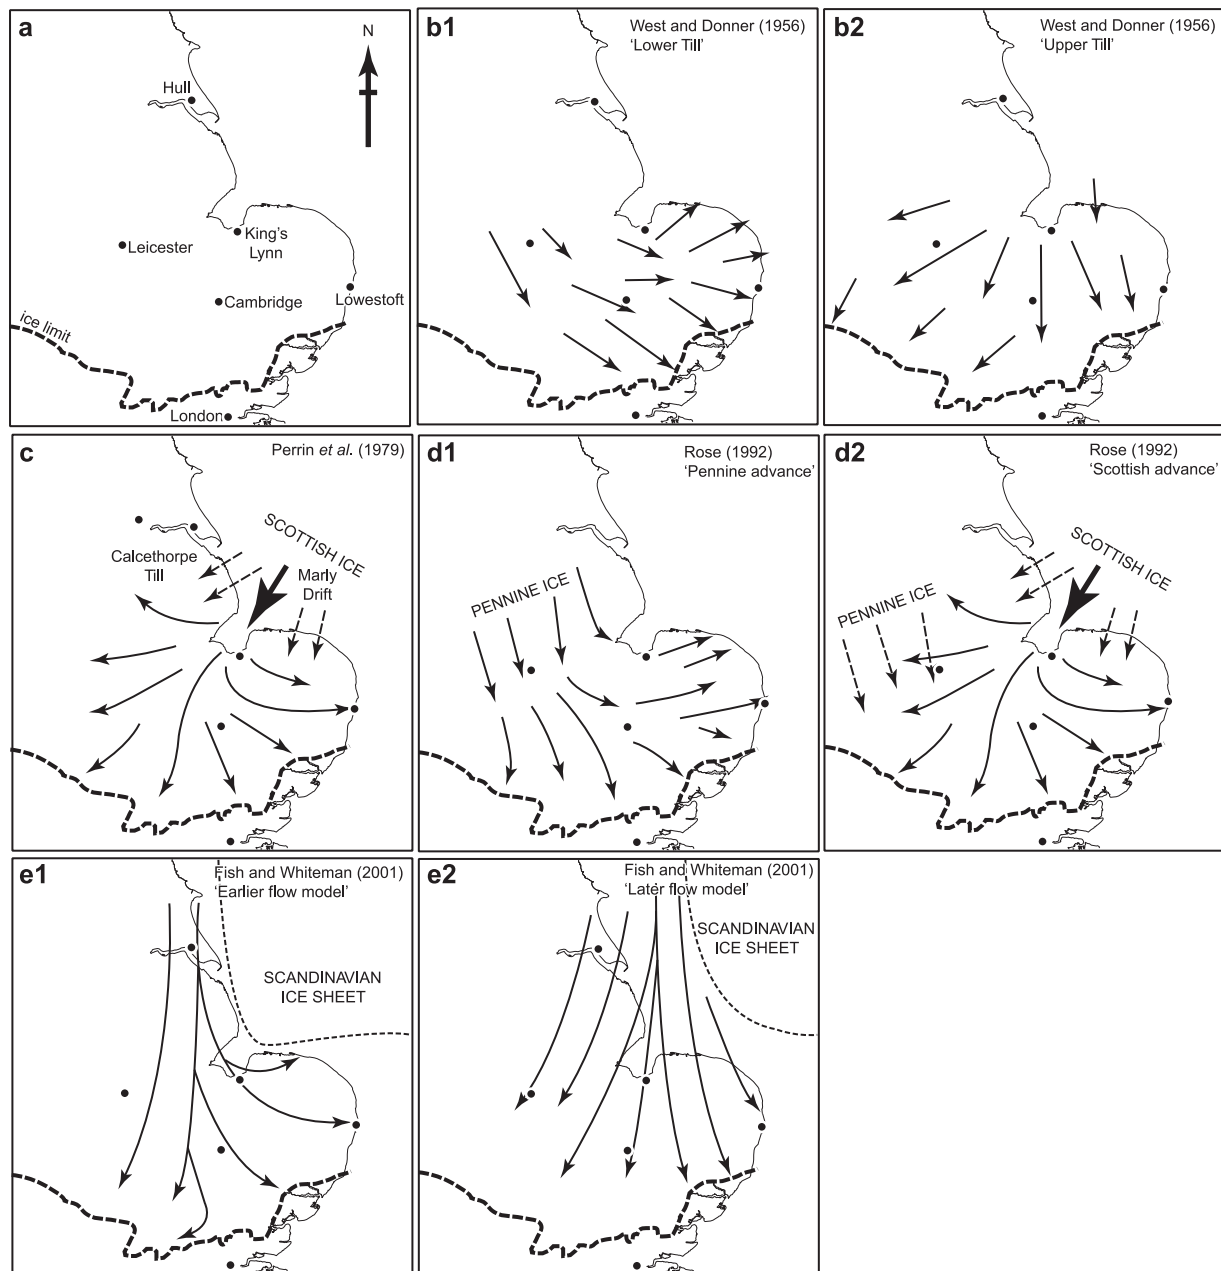 a
N
Hull
King's
Lynn
Leicester
Cambridge
Lowestoft
ice limit
London
b1
West and Donner (1956)
'Lower Till'
b2
West and Donner (1956)
'Upper Till'
c
Perrin et al. (1979)
SCOTTISH ICE
Calcethorpe
Till
Marly
Drift
d1
Rose (1992)
'Pennine advance'
PENNINE ICE
d2
Rose (1992)
'Scottish advance'
SCOTTISH ICE
PENNINE ICE
e1
Fish and Whiteman (2001)
'Earlier flow model'
SCANDINAVIAN
ICE SHEET
e2
Fish and Whiteman (2001)
'Later flow model'
SCANDINAVIAN
ICE SHEET